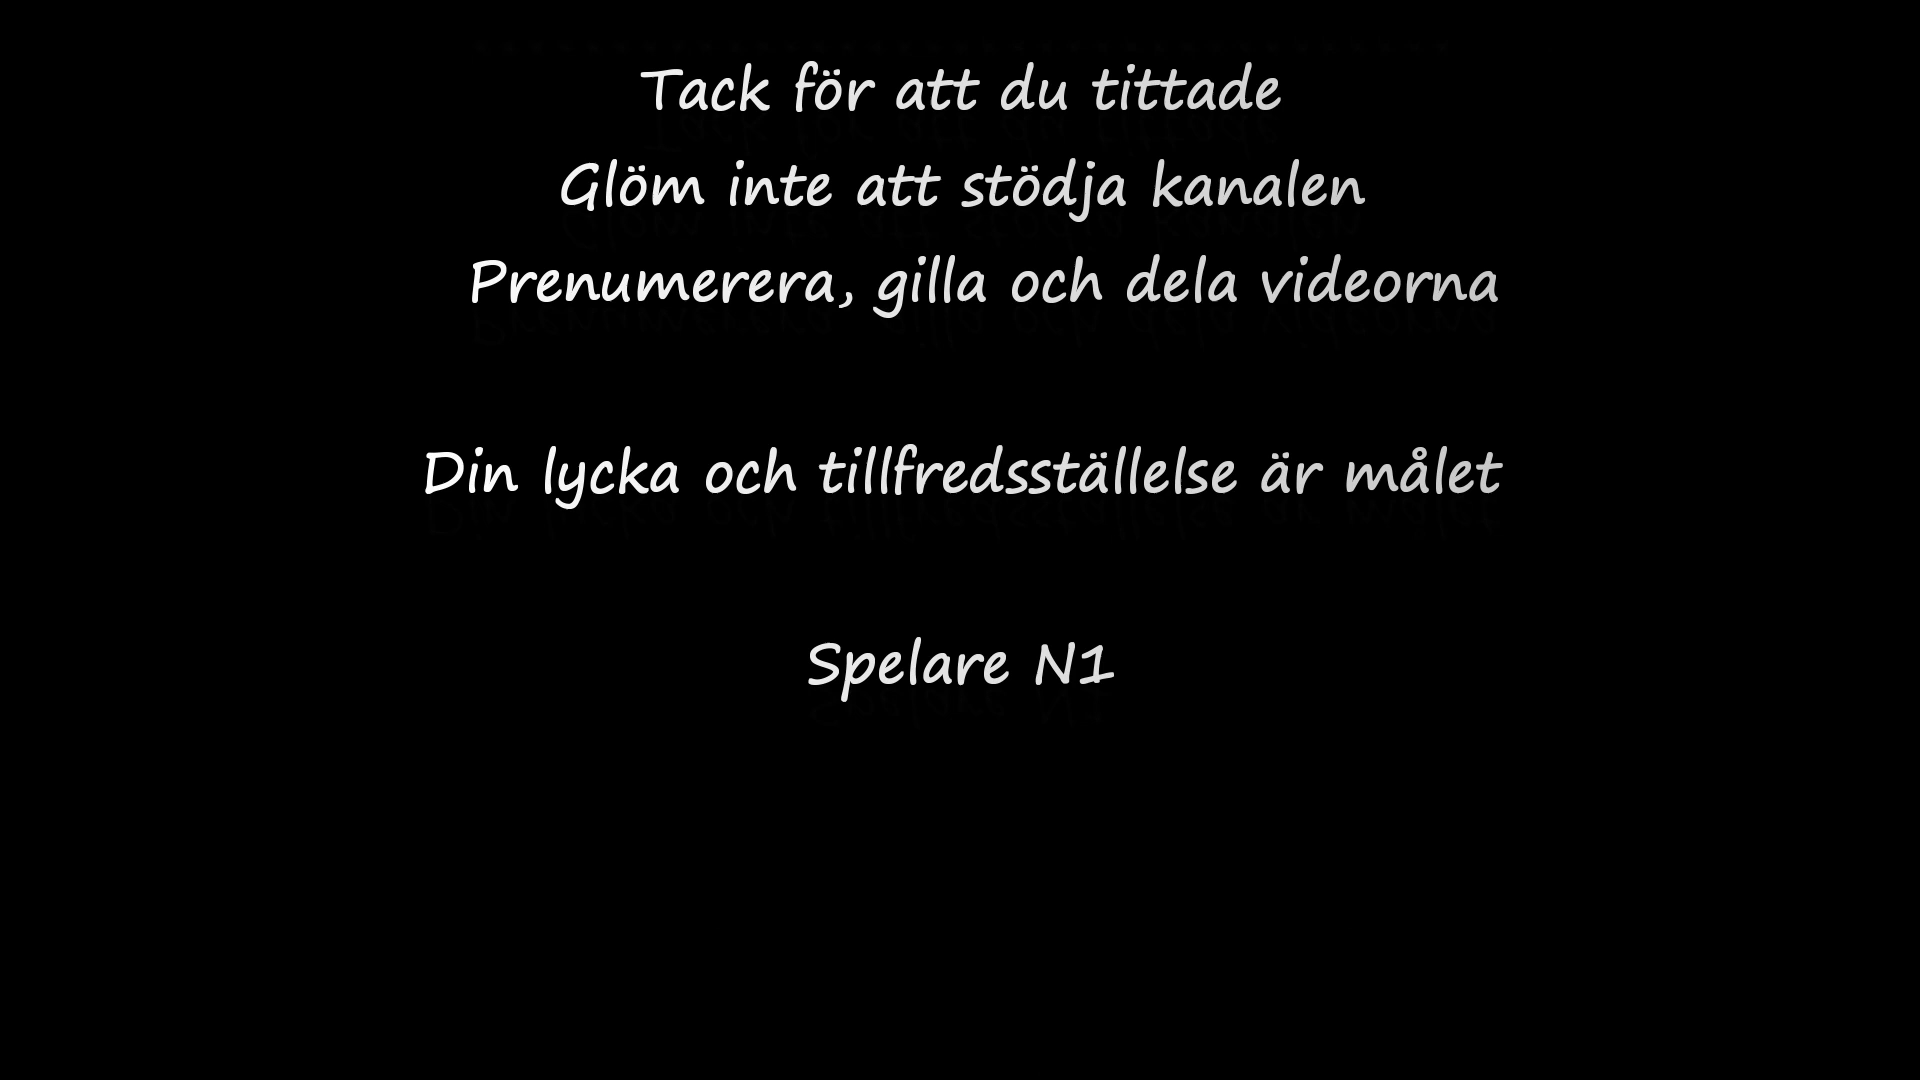 Tack för att du tittade
Glöm inte att stödja kanalen
Prenumerera, gilla och dela videorna
Din lycka och tillfredsställelse är målet
Spelare N1